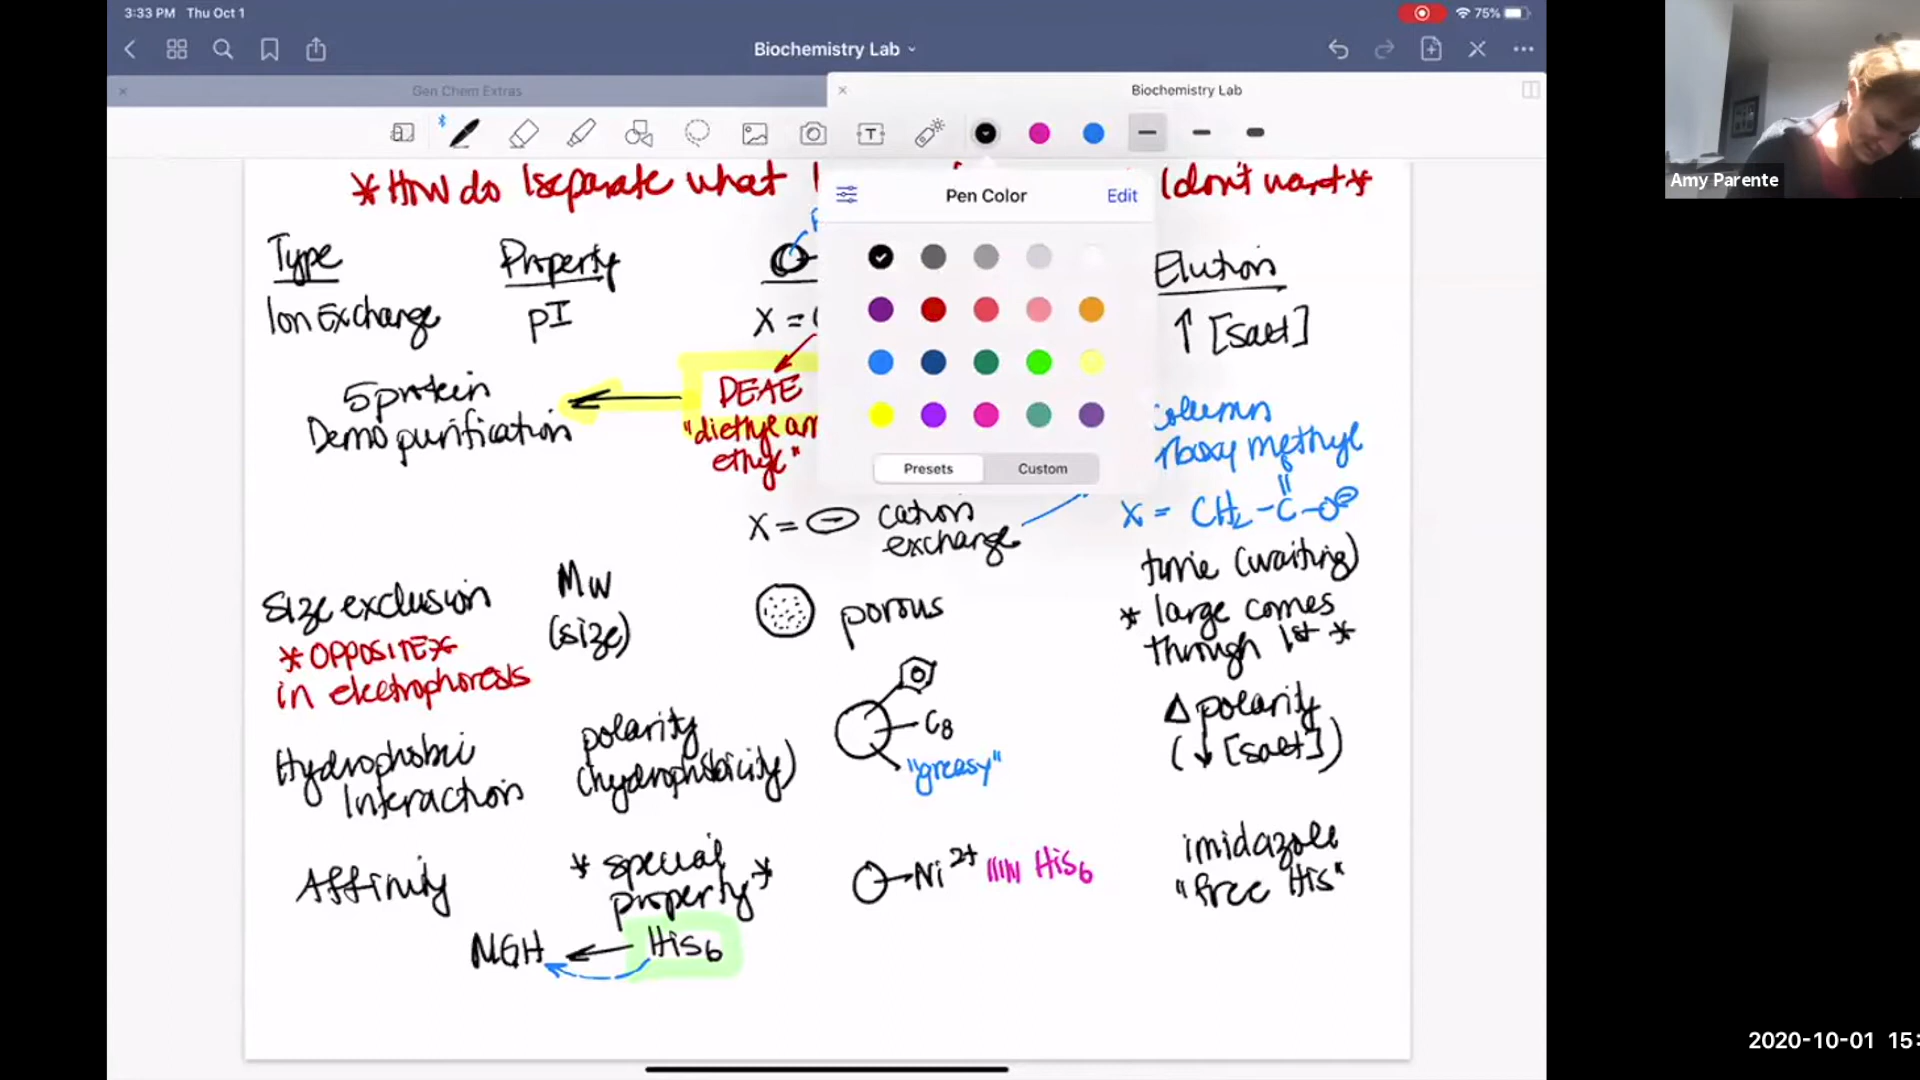 3:33 PM Thu Oct 1
75%
Biochemistry Lab
Gen Chem Extras
Biochemistry Lab
Amy Parente
*How do I separate what I
I don't want*
Pen Color
Edit
Type
Property
Elution
Ion Exchange
pI
X =
↑ [salt]
5 protein
Demo purification
DEAE
"diethyl am
ethyl"
column
rboxy methyl
Presets
Custom
X = ⊖ cation
exchange
X = CH2-C-O⊖
Size exclusion
*OPPOSITE*
in electrophoresis
MW
(size)
porous
time (waiting)
* large comes
through 1st *
Hydrophobic
Interaction
polarity
(hydrophobicity)
C8
"greasy"
Δ polarity
(↓ [salt])
Affinity
* special
property *
Ni2+ His6
imidazole
"free His"
MGH
His6
2020-10-01 15: